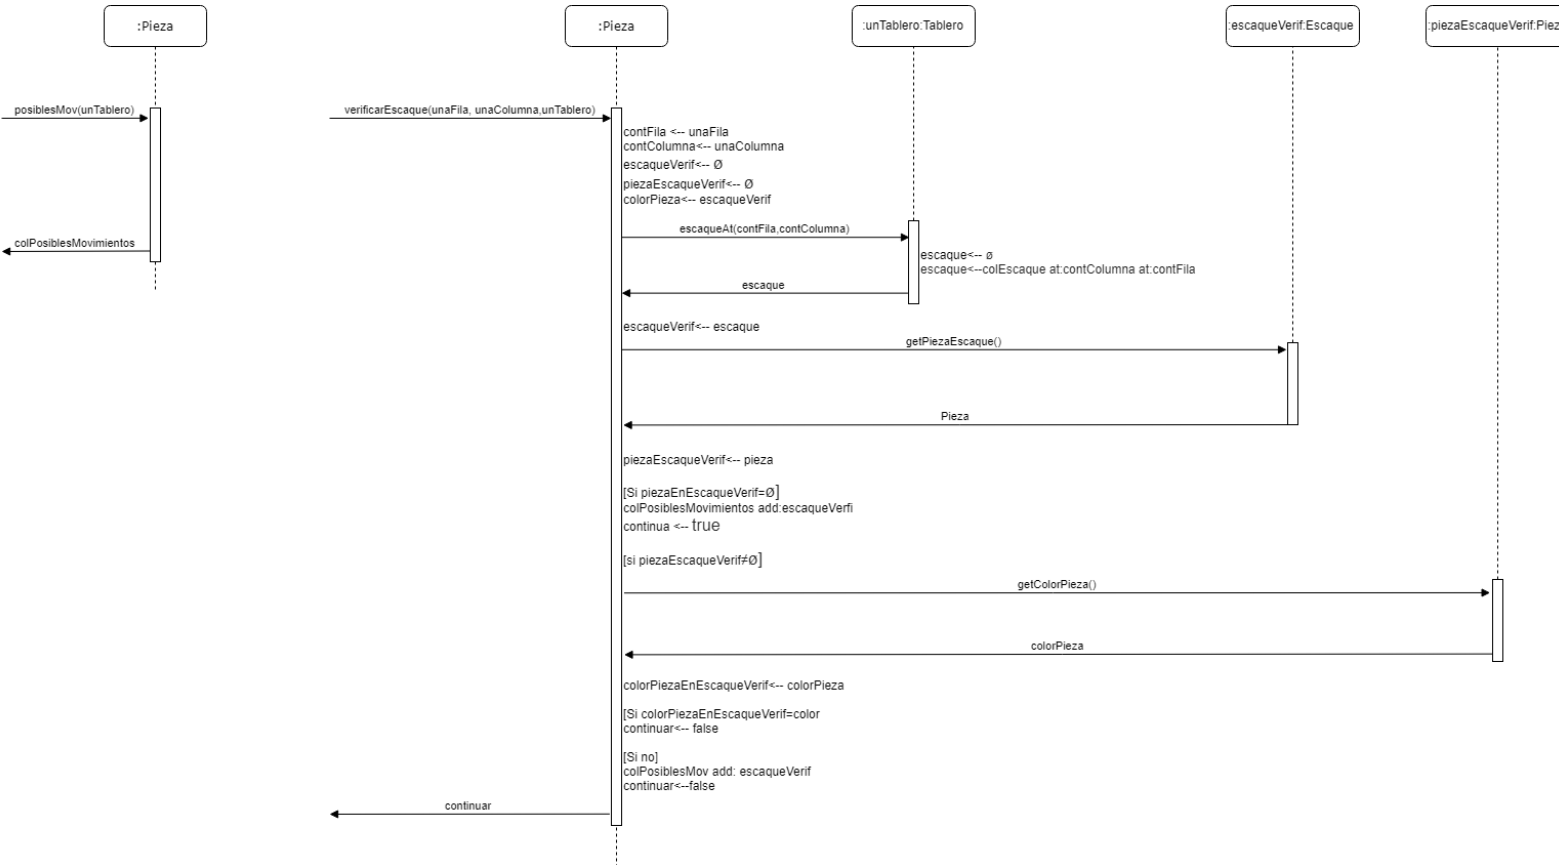 :Pieza
:Pieza
:unTablero:Tablero
:escaqueVerif:Escaque
:piezaEscaqueVerif:Piez
posiblesMov(unTablero)
colPosiblesMovimientos
verificarEscaque(unaFila, unaColumna,unTablero)
contFila <-- unaFila
contColumna<-- unaColumna
escaqueVerif<-- Ø
piezaEscaqueVerif<-- Ø
colorPieza<-- escaqueVerif
escaqueAt(contFila,contColumna)
escaque<-- ø
escaque<--colEscaque at:contColumna at:contFila
escaque
escaqueVerif<-- escaque
getPiezaEscaque()
Pieza
piezaEscaqueVerif<-- pieza
[Si piezaEnEscaqueVerif=Ø]
colPosiblesMovimientos add:escaqueVerfi
continua <-- true
[si piezaEscaqueVerif≠Ø]
getColorPieza()
colorPieza
colorPiezaEnEscaqueVerif<-- colorPieza
[Si colorPiezaEnEscaqueVerif=color
continuar<-- false
[Si no]
colPosiblesMov add: escaqueVerif
continuar<--false
continuar